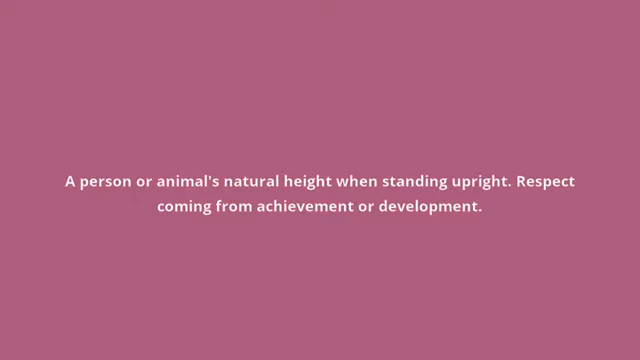 A person or animal's natural height when standing upright. Respect
coming from achievement or development.